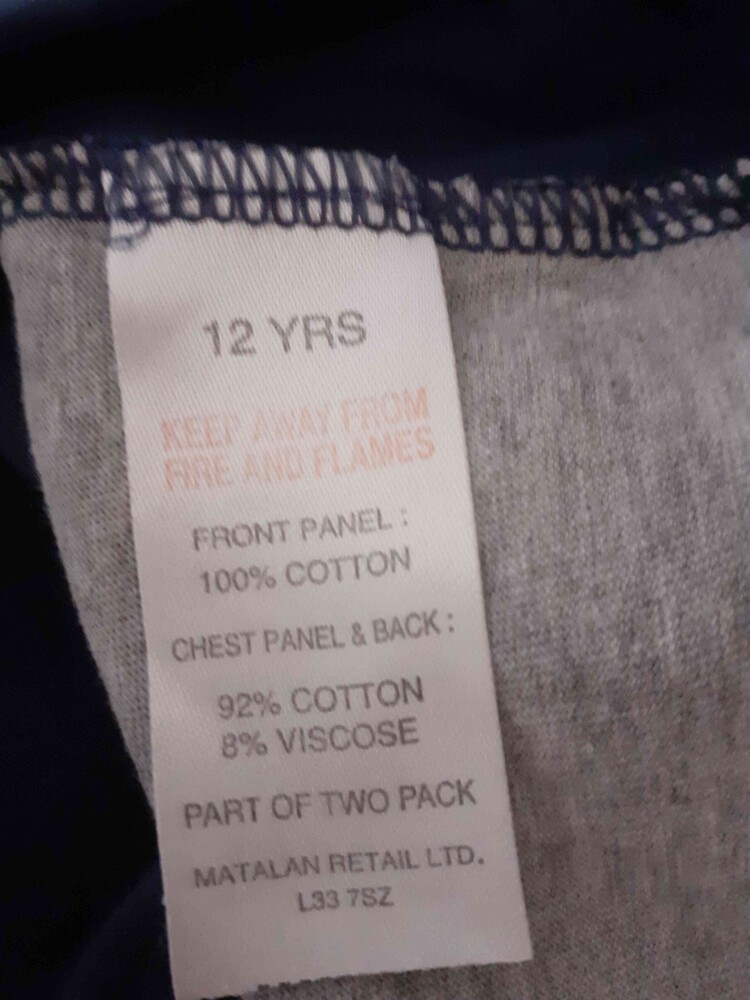 12 YRS
KEEP AWAY FROM
FIRE AND FLAMES
FRONT PANEL :
100% COTTON
CHEST PANEL & BACK :
92% COTTON
8% VISCOSE
PART OF TWO PACK
MATALAN RETAIL LTD.
L33 7SZ